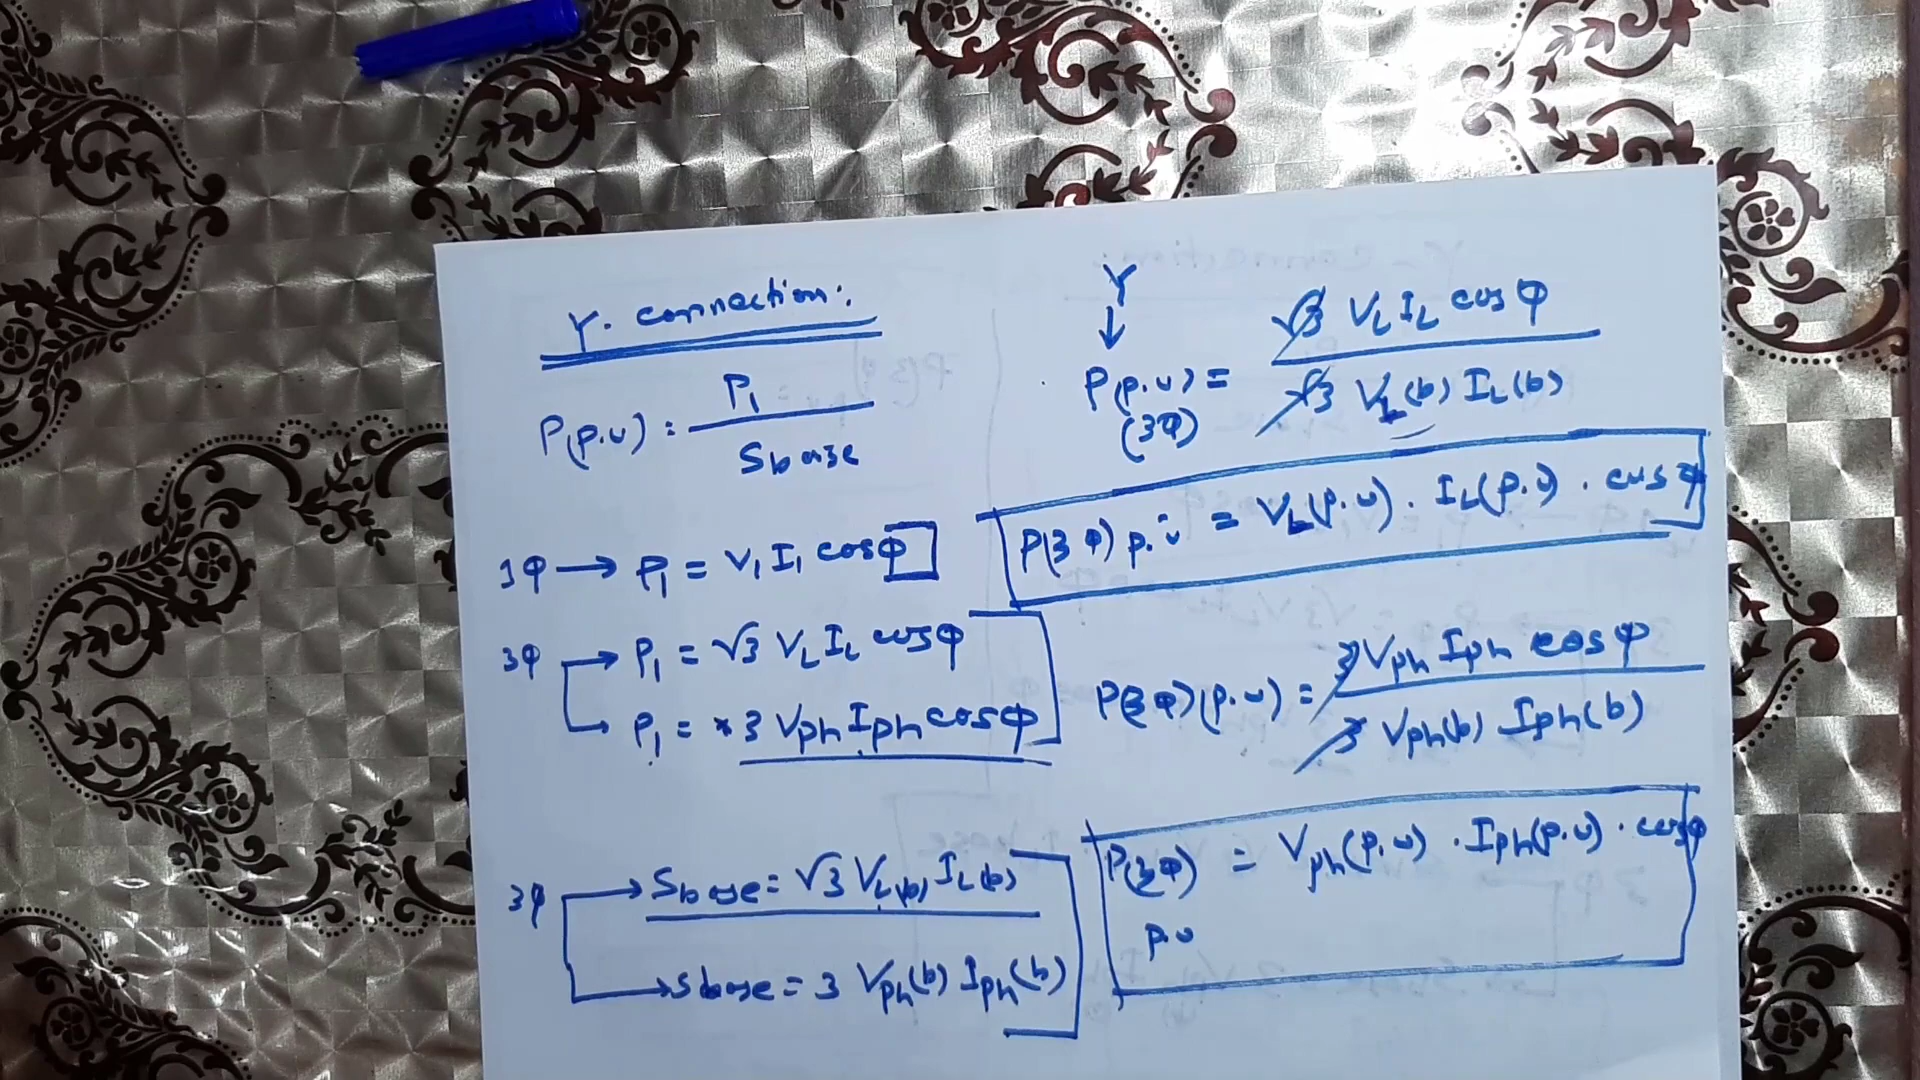 Y. connection:
P(p.u) = P1 / Sbase
1φ → P1 = V1 I1 cosφ
3φ → P1 = √3 VL IL cosφ
→ P1 = * 3 Vph Iph cosφ
3φ → Sbase = √3 VL(b) IL(b)
→ Sbase = 3 Vph(b) Iph(b)
Y
↓
P(p.u) = √3 VL IL cosφ / √3 VL(b) IL(b)
(3φ)
P(3φ) p.u = VL(p.u) . IL(p.u) . cosφ
P(3φ)(p.u) = 3 Vph Iph cosφ / 3 Vph(b) Iph(b)
P(3φ) = Vph(p.u) . Iph(p.u) . cosφ
p.u